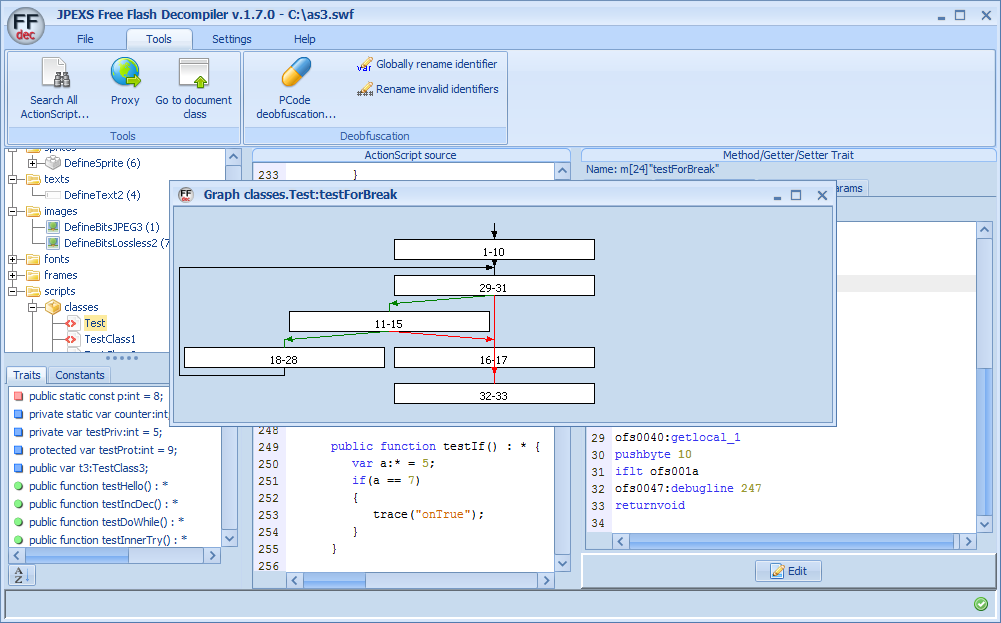 FF dec
JPEXS Free Flash Decompiler v.1.7.0 - C:\as3.swf
File Tools Settings Help
Search All ActionScript...
Proxy
Go to document class
Tools
PCode deobfuscation...
var Globally rename identifier
Rename invalid identifiers
Deobfuscation
sprites
DefineSprite (6)
texts
DefineText2 (4)
images
DefineBitsJPEG3 (1)
DefineBitsLossless2 (7
fonts
frames
scripts
classes
Test
TestClass1
Traits Constants
public static const p:int = 8;
private static var counter:int
private var testPriv:int = 5;
protected var testProt:int = 9;
public var t3:TestClass3;
public function testHello() : *
public function testIncDec() : *
public function testDoWhile() : *
public function testInnerTry() : *
A Z
ActionScript source
233 }
FF dec Graph classes.Test:testForBreak
1-10
29-31
11-15
18-28
16-17
32-33
248
249 public function testIf() : * {
250 var a:* = 5;
251 if(a == 7)
252 {
253 trace("onTrue");
254 }
255 }
256
Method/Getter/Setter Trait
Name: m[24]"testForBreak"
arams
29 ofs0040:getlocal_1
30 pushbyte 10
31 iflt ofs001a
32 ofs0047:debugline 247
33 returnvoid
34
Edit